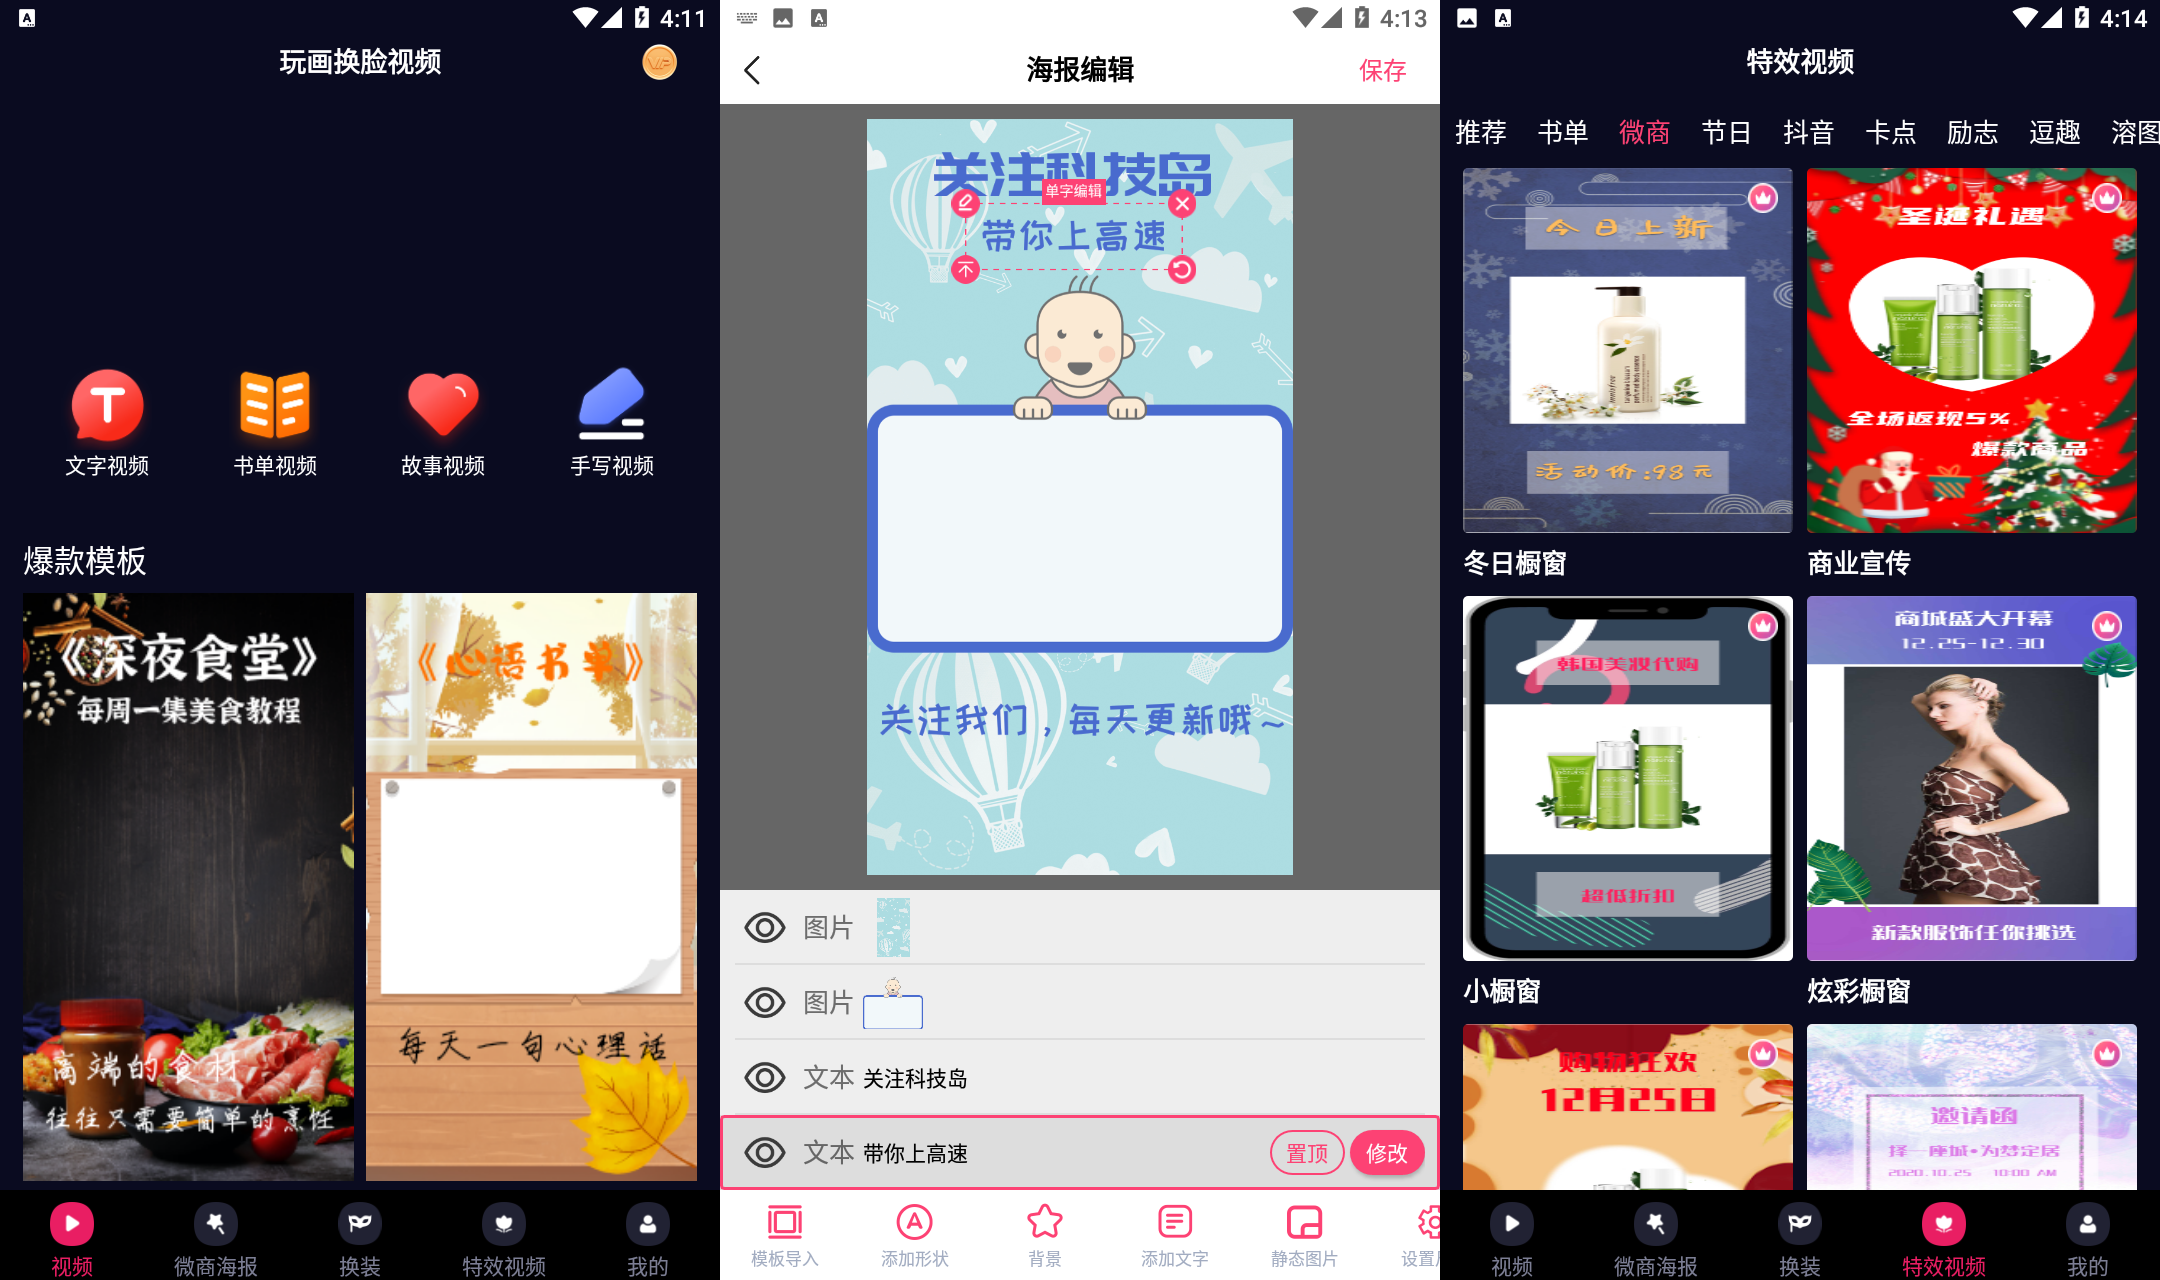 4:11
玩画换脸视频
VIP
文字视频
书单视频
故事视频
手写视频
爆款模板
《深夜食堂》
每周一集美食教程
高端的食材
往往只需要简单的烹饪
《心语书单》
每天一句心理话
视频
微商海报
换装
特效视频
我的
4:13
海报编辑
保存
关注科技岛
单字编辑
带你上高速
关注我们，每天更新哦~
图片
图片
文本 关注科技岛
文本 带你上高速
置顶
修改
模板导入
添加形状
背景
添加文字
静态图片
4:14
特效视频
推荐
书单
微商
节日
抖音
卡点
励志
逗趣
溶图
今日上新
活动价:98元
冬日橱窗
圣诞礼遇
全场返现5%
爆款商品
商业宣传
韩国美妆代购
超低折扣
小橱窗
商城盛大开幕
12.25-12.30
新款服饰任你挑选
炫彩橱窗
购物狂欢
12月25日
邀请函
择一座城•为梦定居
2020.10.25 10:00 AM
视频
微商海报
换装
特效视频
我的